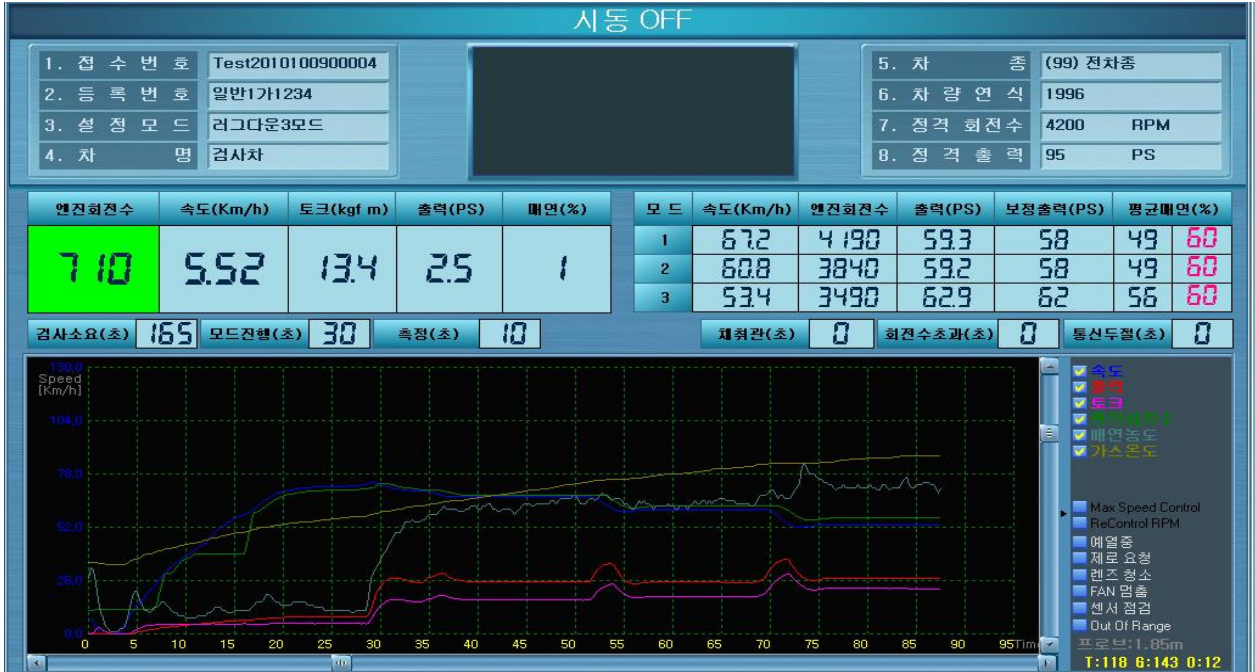 시동 OFF
1. 접 수 번 호 Test2010100900004
2. 등 록 번 호 일반1가1234
3. 설 정 모 드 러그다운3모드
4. 차 명 검사차
5. 차 종 (99) 전차종
6. 차 량 연 식 1996
7. 정격 회전수 4200 RPM
8. 정 격 출 력 95 PS
엔진회전수 속도(Km/h) 토크(kgf m) 출력(PS) 매연(%)
710 5.52 13.4 2.5 1
모 드 속도(Km/h) 엔진회전수 출력(PS) 보정출력(PS) 평균매연(%)
1 67.2 4190 59.3 58 49 60
2 60.8 3840 59.2 58 49 60
3 53.4 3490 62.9 62 56 60
검사소요(초) 165 모드진행(초) 30 측정(초) 10 채취관(초) 0 회전수초과(초) 0 통신두절(초) 0
130.0
Speed
[Km/h]
104.0
78.0
52.0
26.0
0.0
0 5 10 15 20 25 30 35 40 45 50 55 60 65 70 75 80 85 90 95 Time
속도
출력
토크
매연농도
가스온도
Max Speed Control
ReControl RPM
예열중
제로 요청
렌즈 청소
FAN 멈춤
센서 점검
Out Of Range
프로브:1.85m
T:118 G:143 O:12